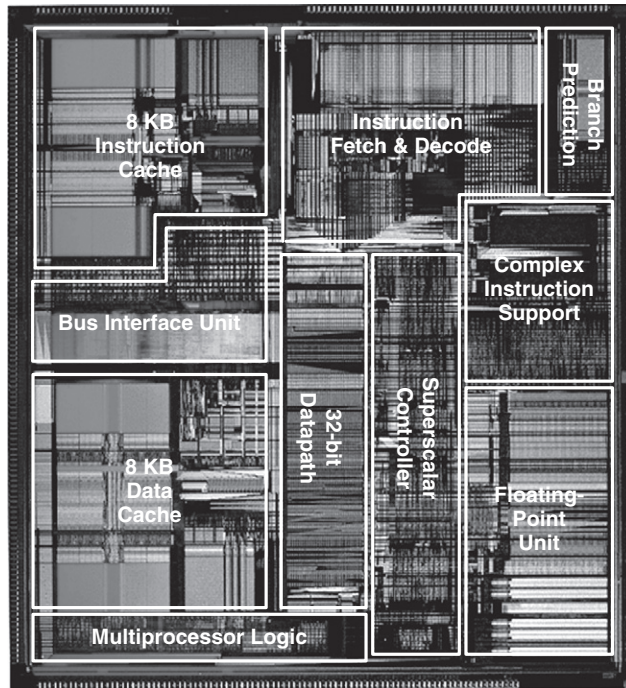 8 KB
Instruction
Cache
Instruction
Fetch & Decode
Branch
Prediction
Complex
Instruction
Support
Bus Interface Unit
32-bit
Datapath
Superscalar
Controller
8 KB
Data
Cache
Floating-
Point
Unit
Multiprocessor Logic